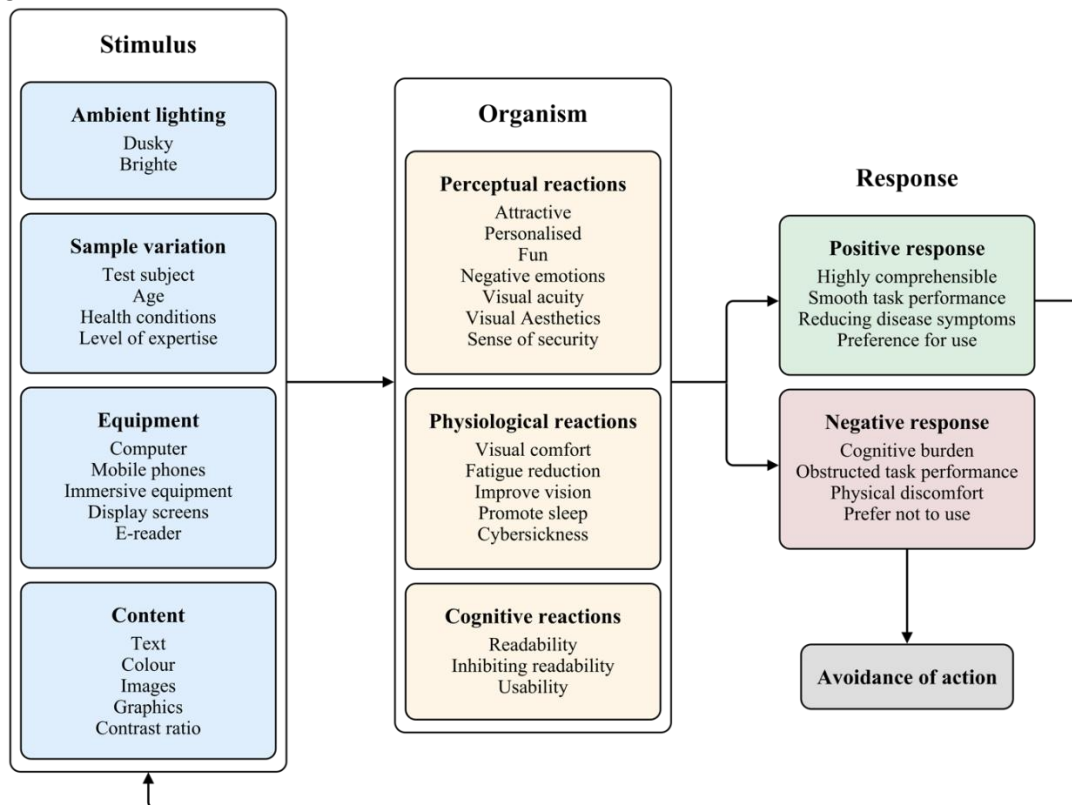 Stimulus
Ambient lighting
Dusky
Brighte
Sample variation
Test subject
Age
Health conditions
Level of expertise
Equipment
Computer
Mobile phones
Immersive equipment
Display screens
E-reader
Content
Text
Colour
Images
Graphics
Contrast ratio
Organism
Perceptual reactions
Attractive
Personalised
Fun
Negative emotions
Visual acuity
Visual Aesthetics
Sense of security
Physiological reactions
Visual comfort
Fatigue reduction
Improve vision
Promote sleep
Cybersickness
Cognitive reactions
Readability
Inhibiting readability
Usability
Response
Positive response
Highly comprehensible
Smooth task performance
Reducing disease symptoms
Preference for use
Negative response
Cognitive burden
Obstructed task performance
Physical discomfort
Prefer not to use
Avoidance of action